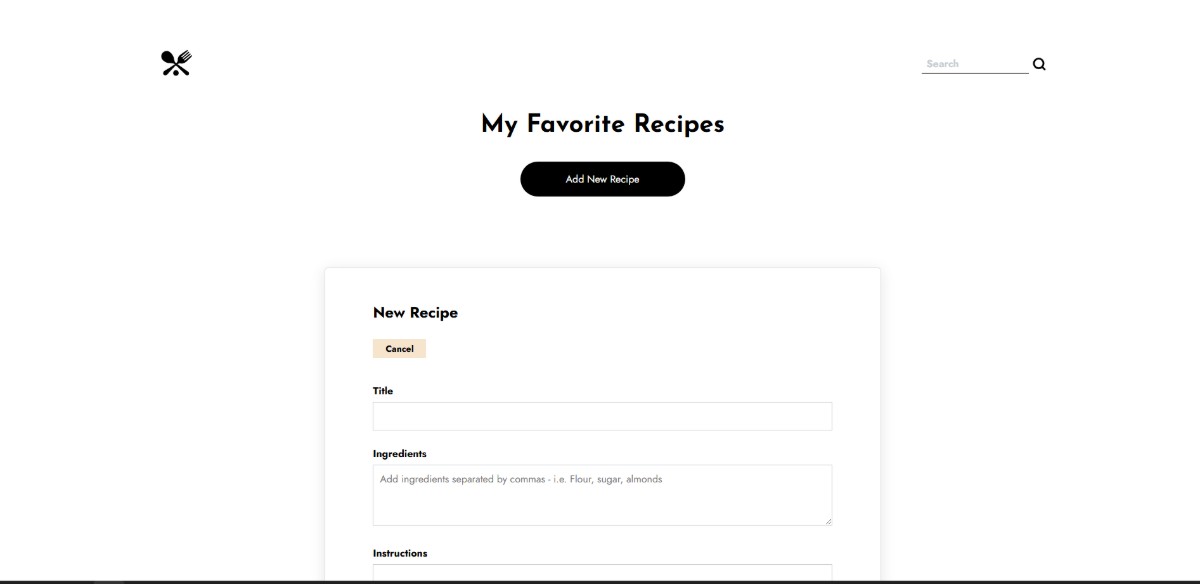 Search
My Favorite Recipes
Add New Recipe
New Recipe
Cancel
Title
Ingredients
Add ingredients separated by commas - i.e. Flour, sugar, almonds
Instructions